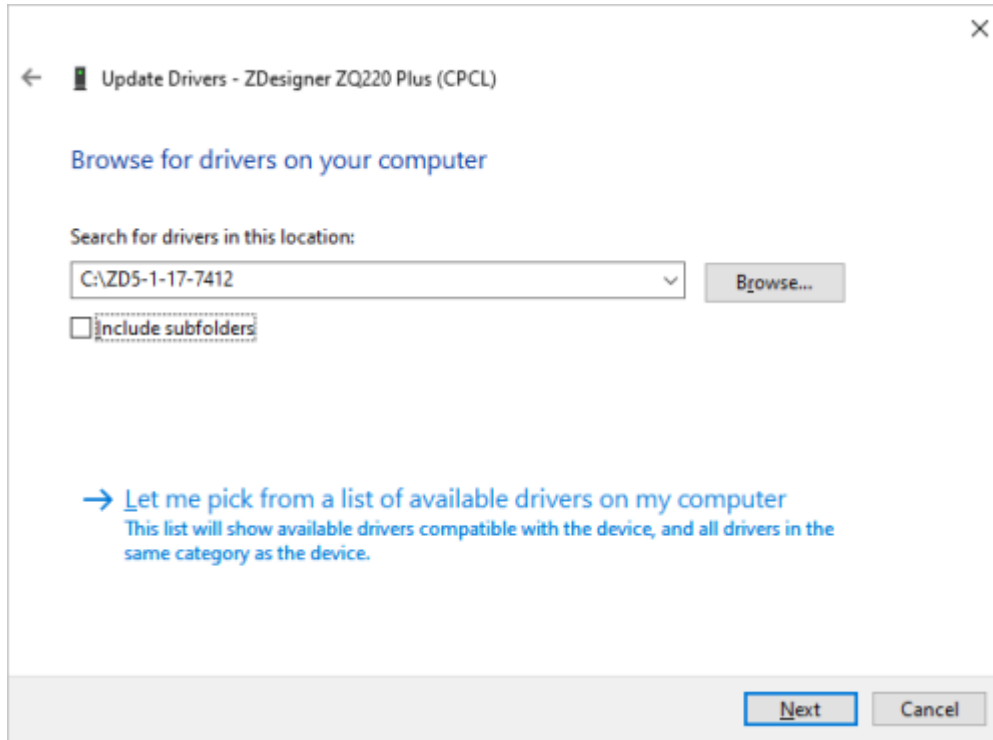 Update Drivers - ZDesigner ZQ220 Plus (CPCL)
Browse for drivers on your computer
Search for drivers in this location:
C:\ZD5-1-17-7412
Browse...
Include subfolders
Let me pick from a list of available drivers on my computer
This list will show available drivers compatible with the device, and all drivers in the
same category as the device.
Next
Cancel